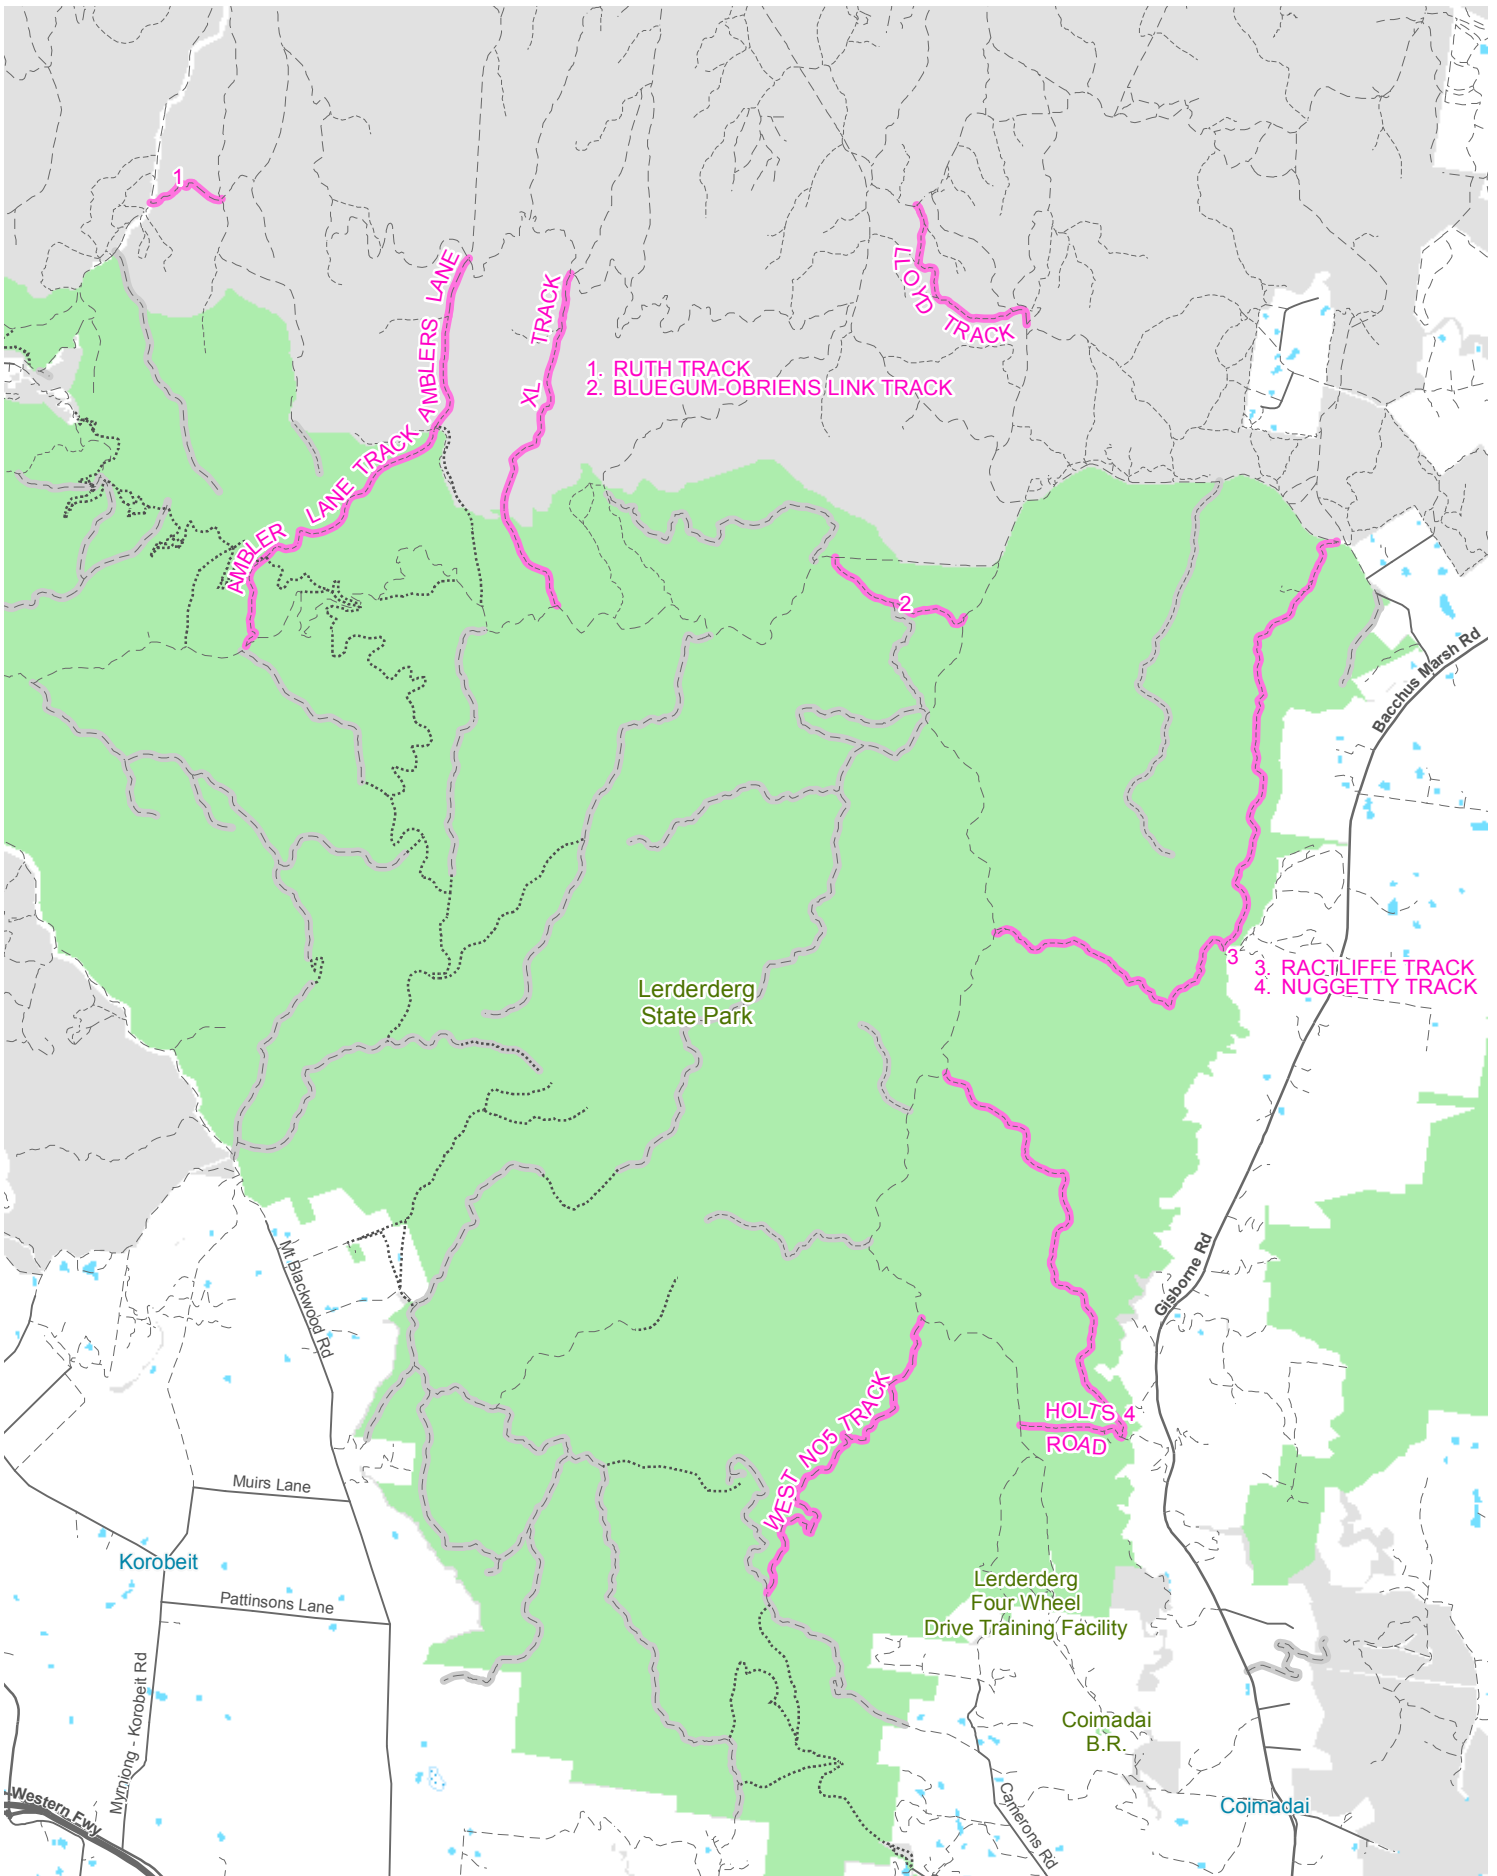 1
AMBLERS LANE
XL TRACK
LLOYD TRACK
1. RUTH TRACK
2. BLUEGUM-OBRIENS LINK TRACK
AMBLER LANE TRACK
2
Bacchus Marsh Rd
3
3. RACTLIFFE TRACK
4. NUGGETTY TRACK
Lerderderg
State Park
Mt Blackwood Rd
Gisborne Rd
WEST NO5 TRACK
HOLTS
4
ROAD
Muirs Lane
Korobeit
Pattinsons Lane
Lerderderg
Four Wheel
Drive Training Facility
Myrniong - Korobeit Rd
Coimadai
B.R.
Western Fwy
Camerons Rd
Coimadai